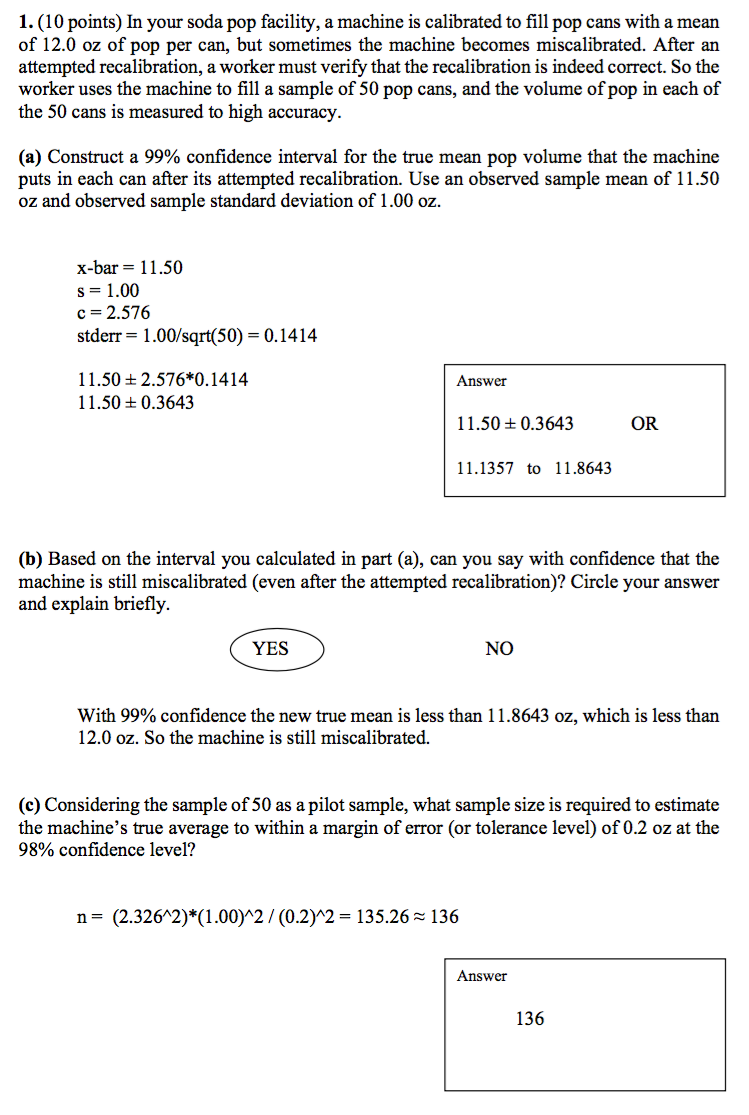 1. (10 points) In your soda pop facility, a machine is calibrated to fill pop cans with a mean
of 12.0 oz of pop per can, but sometimes the machine becomes miscalibrated. After an
attempted recalibration, a worker must verify that the recalibration is indeed correct. So the
worker uses the machine to fill a sample of 50 pop cans, and the volume of pop in each of
the 50 cans is measured to high accuracy.
(a) Construct a 99% confidence interval for the true mean pop volume that the machine
puts in each can after its attempted recalibration. Use an observed sample mean of 11.50
oz and observed sample standard deviation of 1.00 oz.
x-bar = 11.50
s = 1.00
c = 2.576
stderr = 1.00/sqrt(50) = 0.1414
11.50 ± 2.576*0.1414
11.50 ± 0.3643
Answer
11.50 ± 0.3643 OR
11.1357 to 11.8643
(b) Based on the interval you calculated in part (a), can you say with confidence that the
machine is still miscalibrated (even after the attempted recalibration)? Circle your answer
and explain briefly.
YES NO
With 99% confidence the new true mean is less than 11.8643 oz, which is less than
12.0 oz. So the machine is still miscalibrated.
(c) Considering the sample of 50 as a pilot sample, what sample size is required to estimate
the machine's true average to within a margin of error (or tolerance level) of 0.2 oz at the
98% confidence level?
n = (2.326^2)*(1.00)^2 / (0.2)^2 = 135.26 ≈ 136
Answer
136